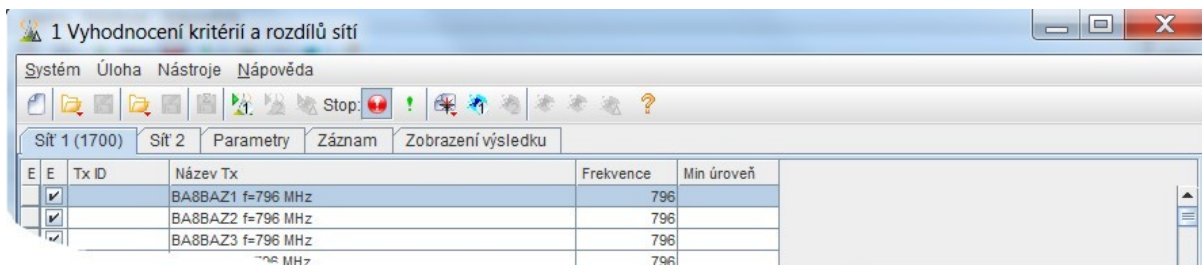 1 Vyhodnocení kritérií a rozdílů sítí
Systém Úloha Nástroje Nápověda
Stop:
Síť 1 (1700) Síť 2 Parametry Záznam Zobrazení výsledku
E E Tx ID Název Tx Frekvence Min úroveň
BA8BAZ1 f=796 MHz 796
BA8BAZ2 f=796 MHz 796
BA8BAZ3 f=796 MHz 796
MHz 796